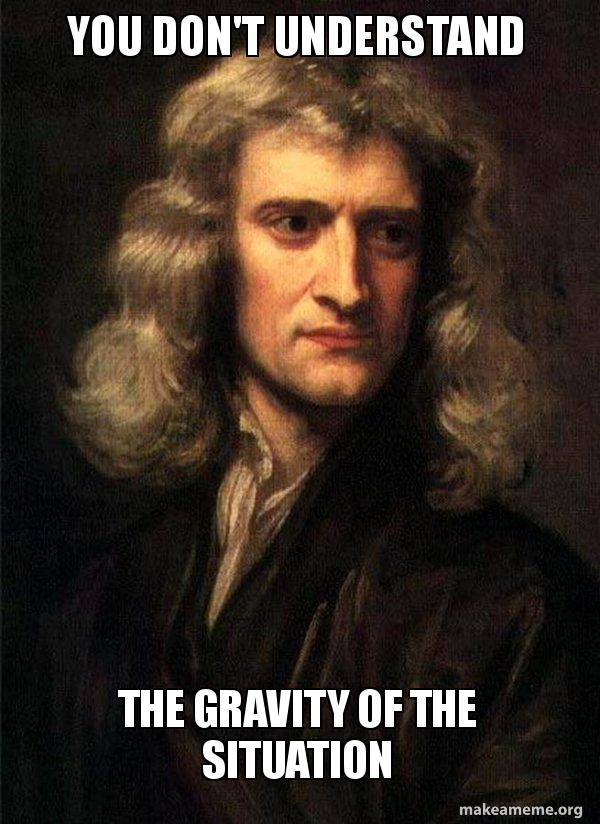 YOU DON'T UNDERSTAND
THE GRAVITY OF THE
SITUATION
makeameme.org